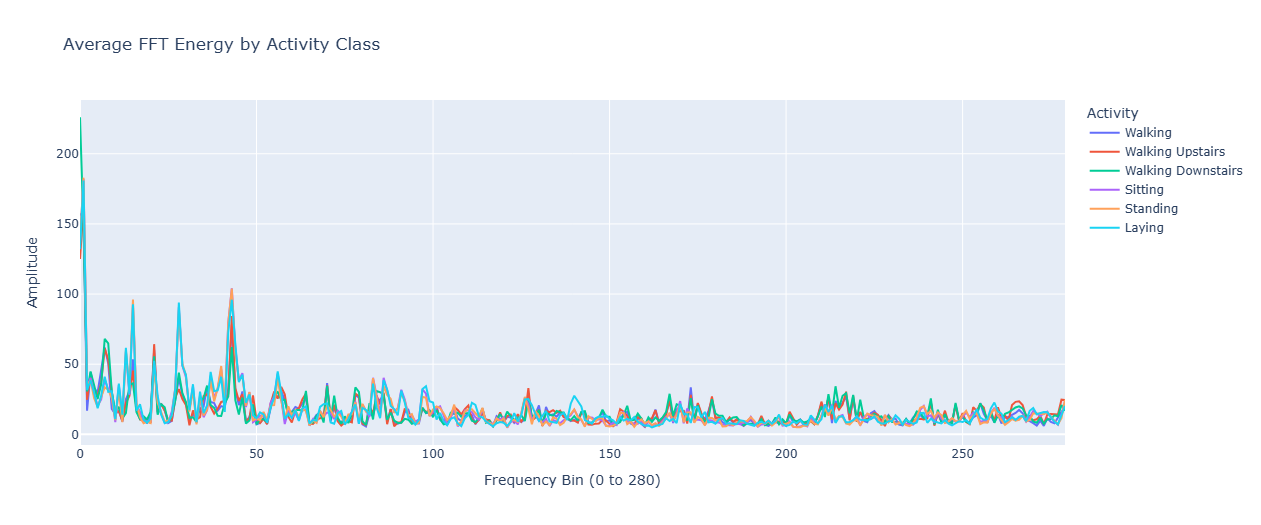 Average FFT Energy by Activity Class
Amplitude
200
150
100
50
0
0
50
100
150
200
250
Frequency Bin (0 to 280)
Activity
Walking
Walking Upstairs
Walking Downstairs
Sitting
Standing
Laying